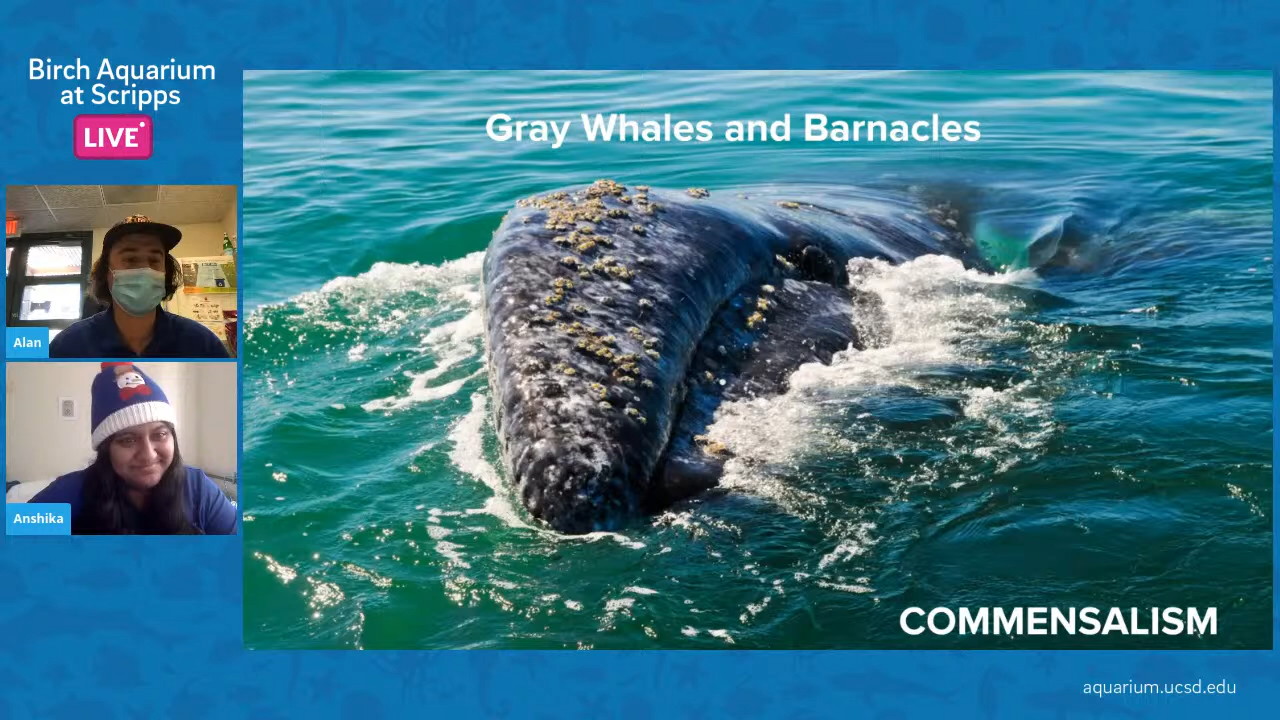 Birch Aquarium
at Scripps
LIVE
Gray Whales and Barnacles
Alan
Anshika
COMMENSALISM
aquarium.ucsd.edu